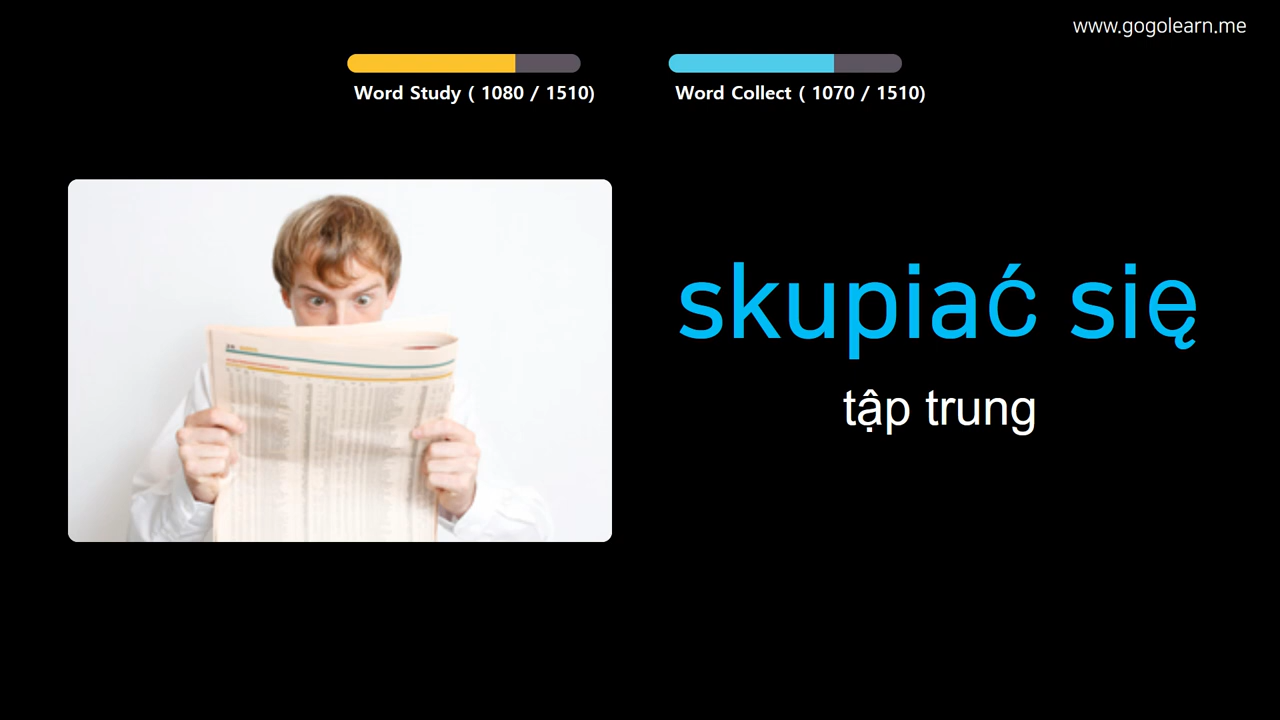 www.gogolearn.me
Word Study ( 1080 / 1510)
Word Collect ( 1070 / 1510)
skupiać się
tập trung